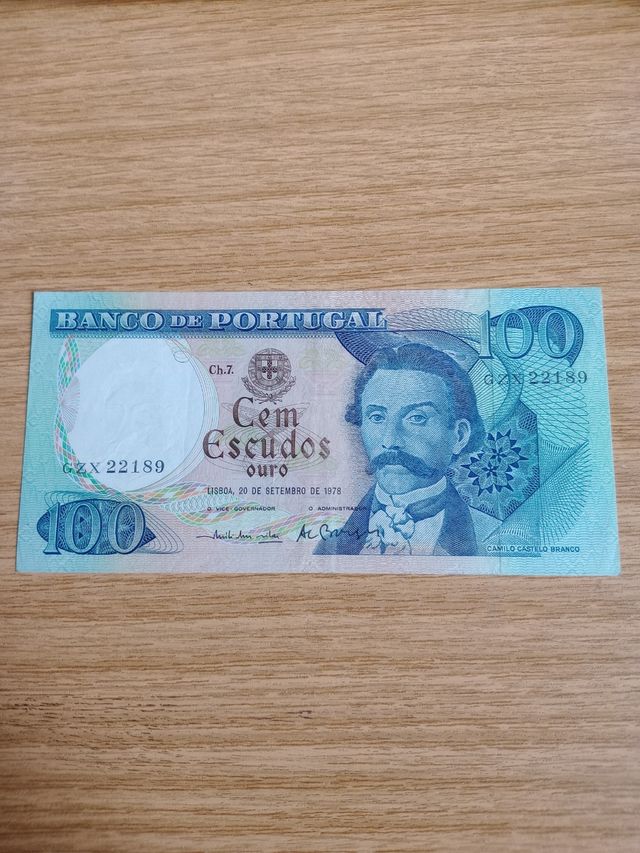 BANCO DE PORTUGAL
100
Ch.7.
GZX 22189
Cem
Escudos
ouro
GZX 22189
LISBOA, 20 DE SETEMBRO DE 1978
O VICE-GOVERNADOR O ADMINISTRADOR
100
CAMILO CASTELO BRANCO